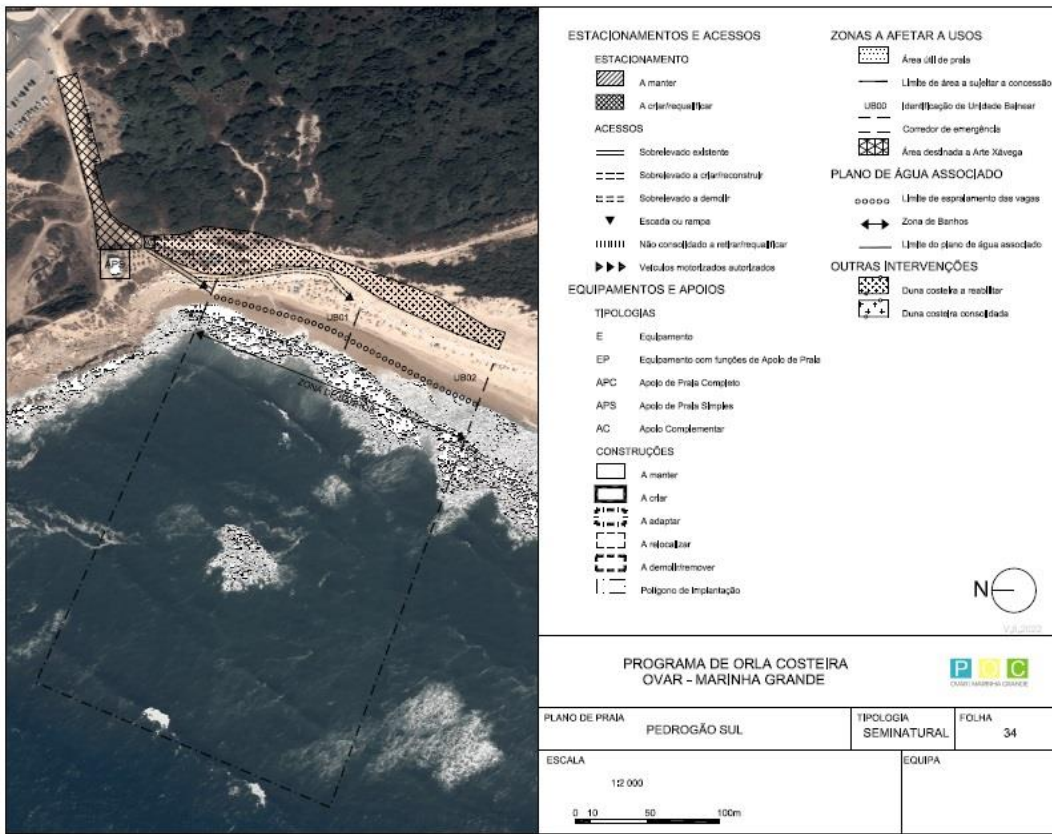 APS
UB01
UB02
ESTACIONAMENTOS E ACESSOS
ESTACIONAMENTO
A manter
A criar/requalificar
ACESSOS
Sobrelevado existente
Sobrelevado a criar/reconstruir
Sobrelevado a demolir
Escada ou rampa
Não consolidado a retirar/requalificar
Veículos motorizados autorizados
EQUIPAMENTOS E APOIOS
TIPOLOGIAS
E Equipamento
EP Equipamento com funções de Apoio de Praia
APC Apoio de Praia Completo
APS Apoio de Praia Simples
AC Apoio Complementar
CONSTRUÇÕES
A manter
A criar
A adaptar
A relocalizar
A demolir/remover
Polígono de Implantação
ZONAS A AFETAR A USOS
Área útil de praia
Limite de área a sujeitar a concessão
UB00 Identificação de Unidade Balnear
Corredor de emergência
Área destinada a Arte Xávega
PLANO DE ÁGUA ASSOCIADO
Limite de espraiamento das vagas
Zona de Banhos
Limite do plano de água associado
OUTRAS INTERVENÇÕES
Duna costeira a reabilitar
Duna costeira consolidada
N
PROGRAMA DE ORLA COSTEIRA
OVAR - MARINHA GRANDE
POC
OVAR | MARINHA GRANDE
PLANO DE PRAIA
PEDROGÃO SUL
TIPOLOGIA
SEMINATURAL
FOLHA
34
ESCALA
1:2 000
0 10 50 100m
EQUIPA